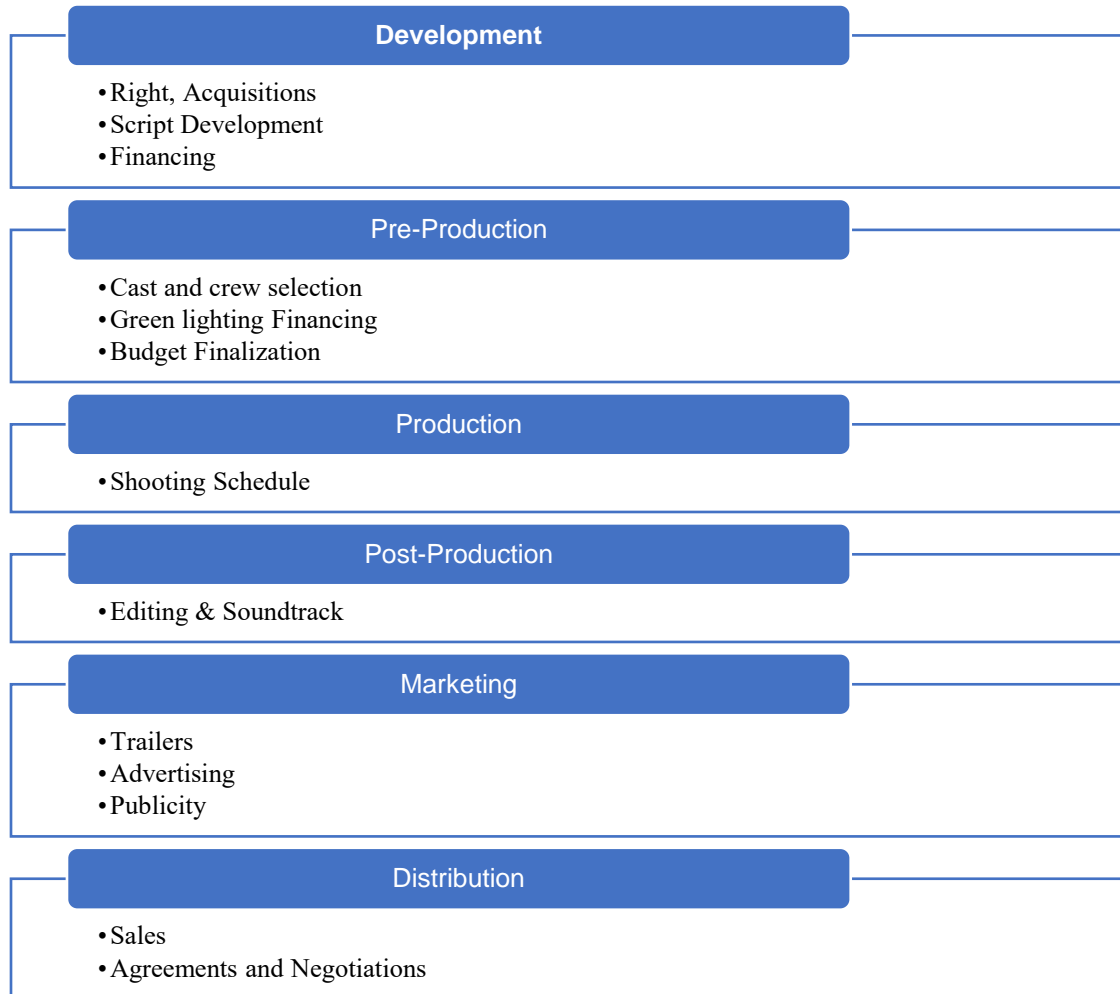 Development
•Right, Acquisitions
•Script Development
•Financing
Pre-Production
•Cast and crew selection
•Green lighting Financing
•Budget Finalization
Production
•Shooting Schedule
Post-Production
•Editing & Soundtrack
Marketing
•Trailers
•Advertising
•Publicity
Distribution
•Sales
•Agreements and Negotiations